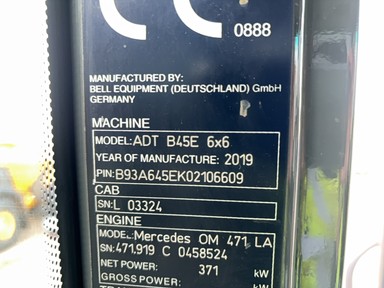 CE
0888
MANUFACTURED BY:
BELL EQUIPMENT (DEUTSCHLAND) GmbH
GERMANY
MACHINE
MODEL: ADT B45E 6x6
YEAR OF MANUFACTURE: 2019
PIN: B93A645EK02106609
CAB
SN: L 03324
ENGINE
MODEL: Mercedes OM 471 LA
SN: 471.919 C 0458524
NET POWER: 371 kW
GROSS POWER: kW